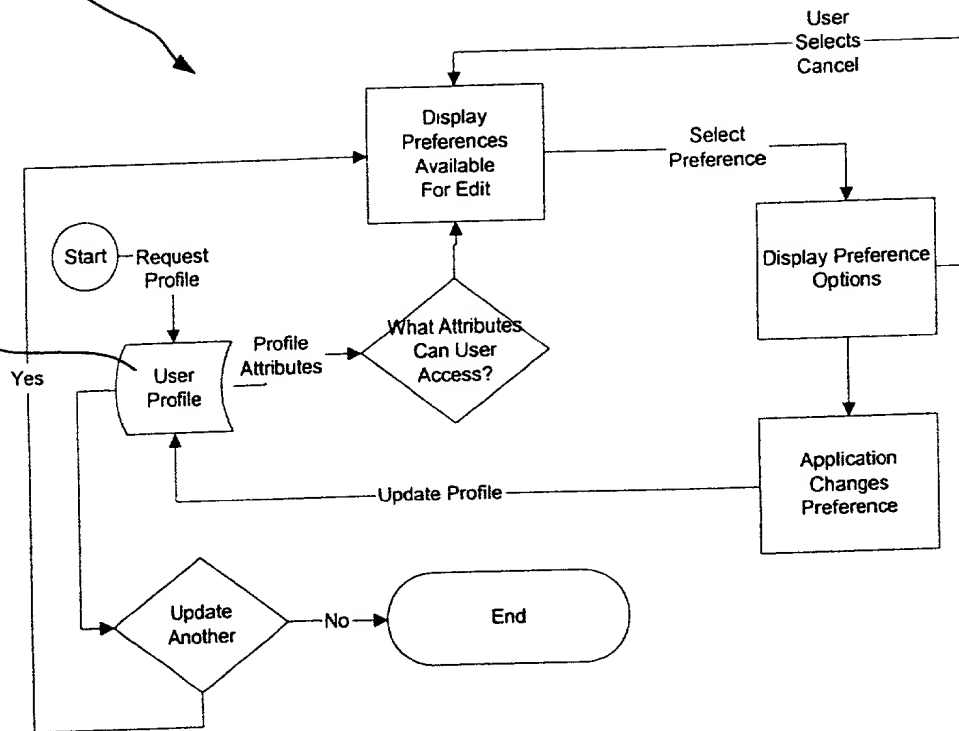 User
Selects
Cancel
Display
Preferences
Available
For Edit
Select
Preference
Start
Request
Profile
Display Preference
Options
What Attributes
Can User
Access?
Profile
Attributes
User
Profile
Yes
Application
Changes
Preference
Update Profile
Update
Another
No
End